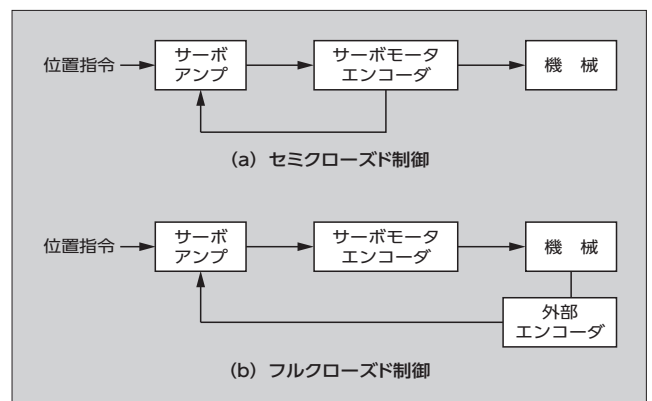 位置指令
サーボ
アンプ
サーボモータ
エンコーダ
機 械
(a) セミクローズド制御
位置指令
サーボ
アンプ
サーボモータ
エンコーダ
機 械
外部
エンコーダ
(b) フルクローズド制御